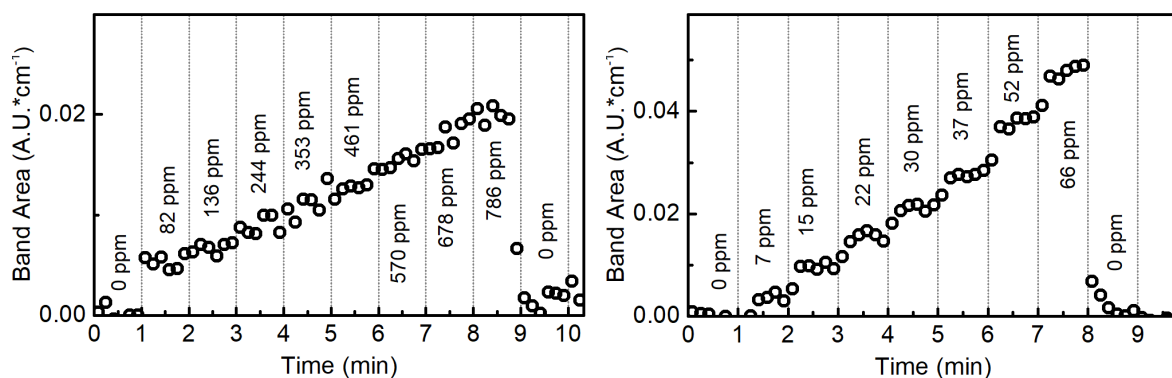 Band Area (A.U.*cm⁻¹)
0.02
0.00
0 ppm
82 ppm
136 ppm
244 ppm
353 ppm
461 ppm
570 ppm
678 ppm
786 ppm
0 ppm
0 1 2 3 4 5 6 7 8 9 10
Time (min)
Band Area (A.U.*cm⁻¹)
0.04
0.02
0.00
0 ppm
7 ppm
15 ppm
22 ppm
30 ppm
37 ppm
52 ppm
66 ppm
0 ppm
0 1 2 3 4 5 6 7 8 9
Time (min)